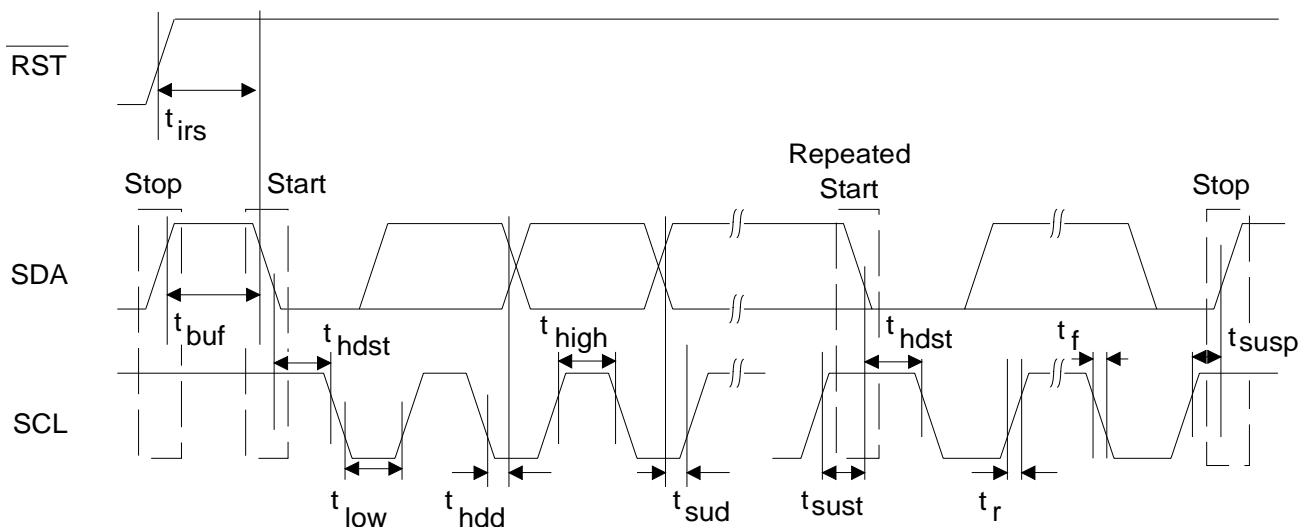 RST
t irs
Repeated
Start
Stop
Start
Stop
SDA
t buf
t hdst
t high
t hdst
t f
t susp
SCL
t low
t hdd
t sud
t sust
t r